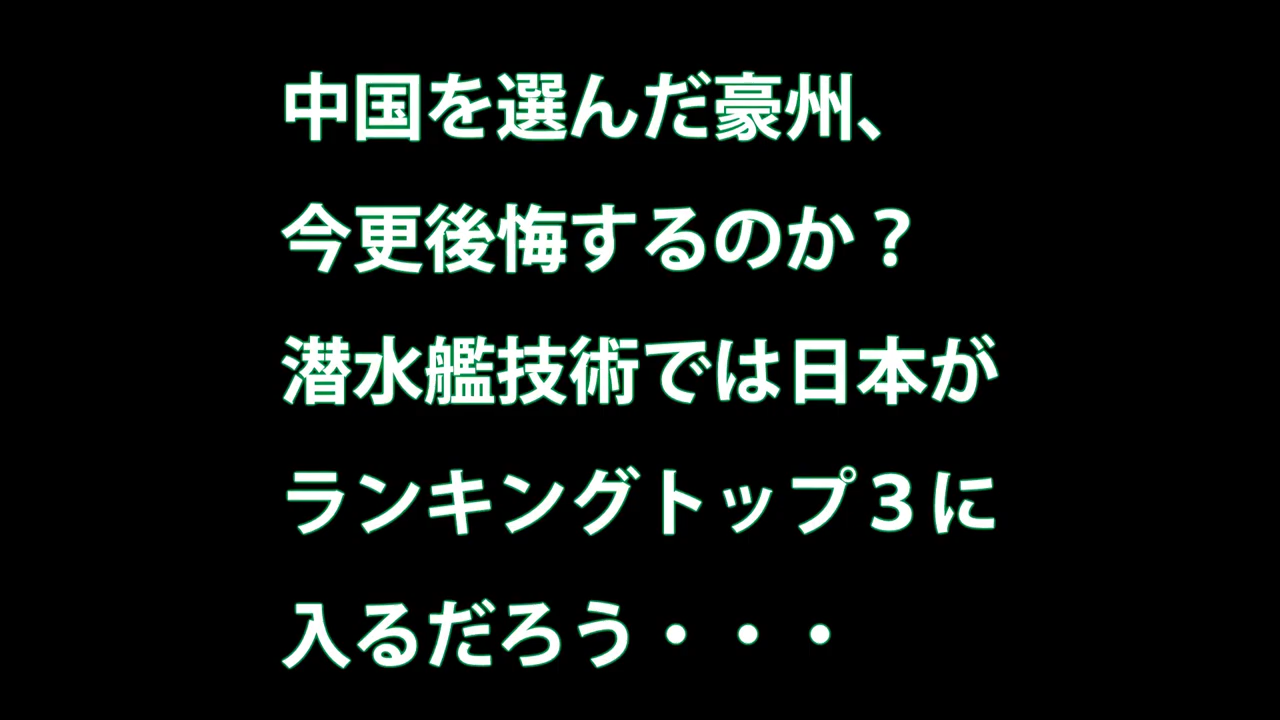 中国を選んだ豪州、
今更後悔するのか？
潜水艦技術では日本が
ランキングトップ３に
入るだろう・・・